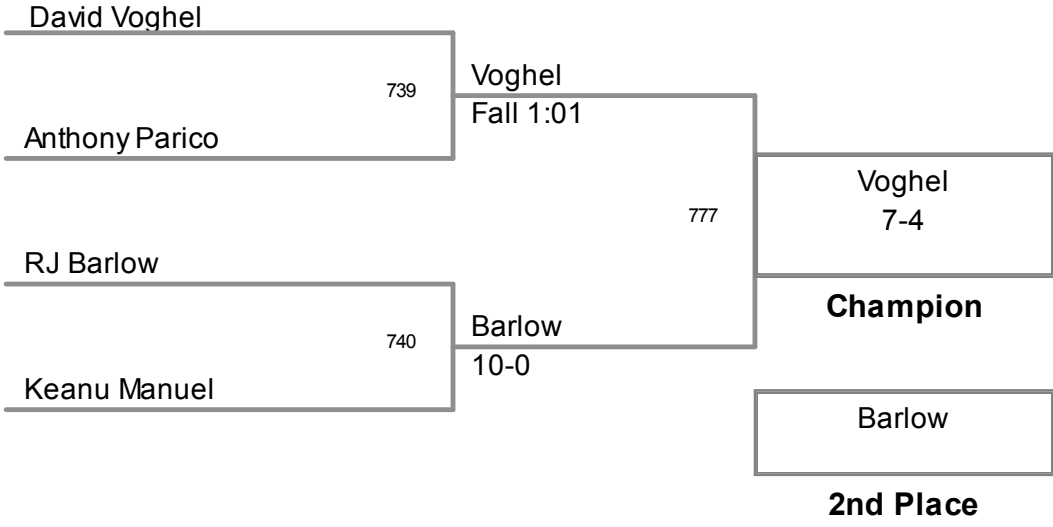 David Voghel
739
Voghel
Fall 1:01
Anthony Parico
777
Voghel
7-4
Champion
RJ Barlow
740
Barlow
10-0
Keanu Manuel
Barlow
2nd Place